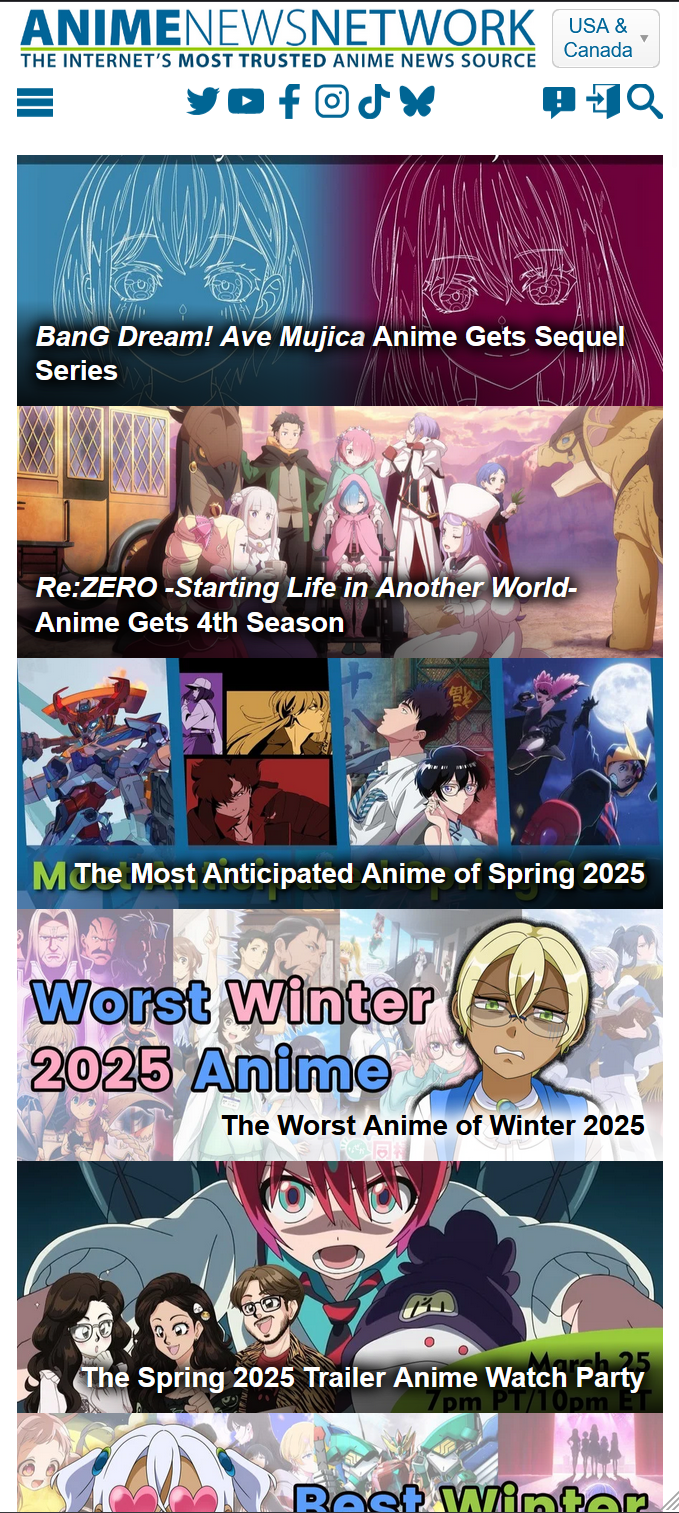 ANIMENEWSNETWORK
THE INTERNET'S MOST TRUSTED ANIME NEWS SOURCE
USA &
Canada
BanG Dream! Ave Mujica Anime Gets Sequel
Series
Re:ZERO -Starting Life in Another World-
Anime Gets 4th Season
福
The Most Anticipated Anime of Spring 2025
Worst Winter
2025 Anime
The Worst Anime of Winter 2025
March 25
The Spring 2025 Trailer Anime Watch Party
7pm PT/10pm ET
Best Winter